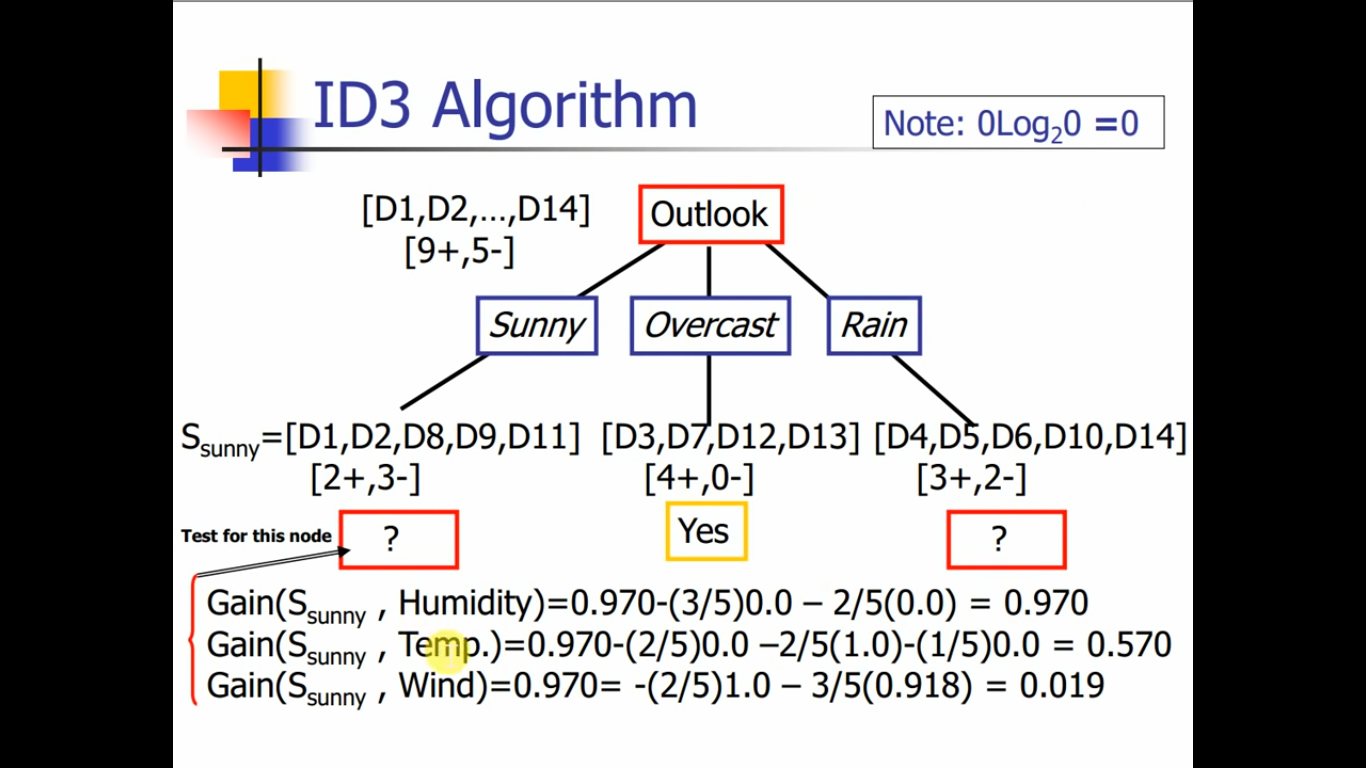 ID3 Algorithm
Note: 0Log₂0 =0
[D1,D2,...,D14]
[9+,5-]
Outlook
Sunny
Overcast
Rain
Ssunny=[D1,D2,D8,D9,D11]
[D3,D7,D12,D13]
[D4,D5,D6,D10,D14]
[2+,3-]
[4+,0-]
[3+,2-]
Test for this node
?
Yes
?
Gain(Ssunny , Humidity)=0.970-(3/5)0.0 – 2/5(0.0) = 0.970
Gain(Ssunny , Temp.)=0.970-(2/5)0.0 –2/5(1.0)-(1/5)0.0 = 0.570
Gain(Ssunny , Wind)=0.970= -(2/5)1.0 – 3/5(0.918) = 0.019